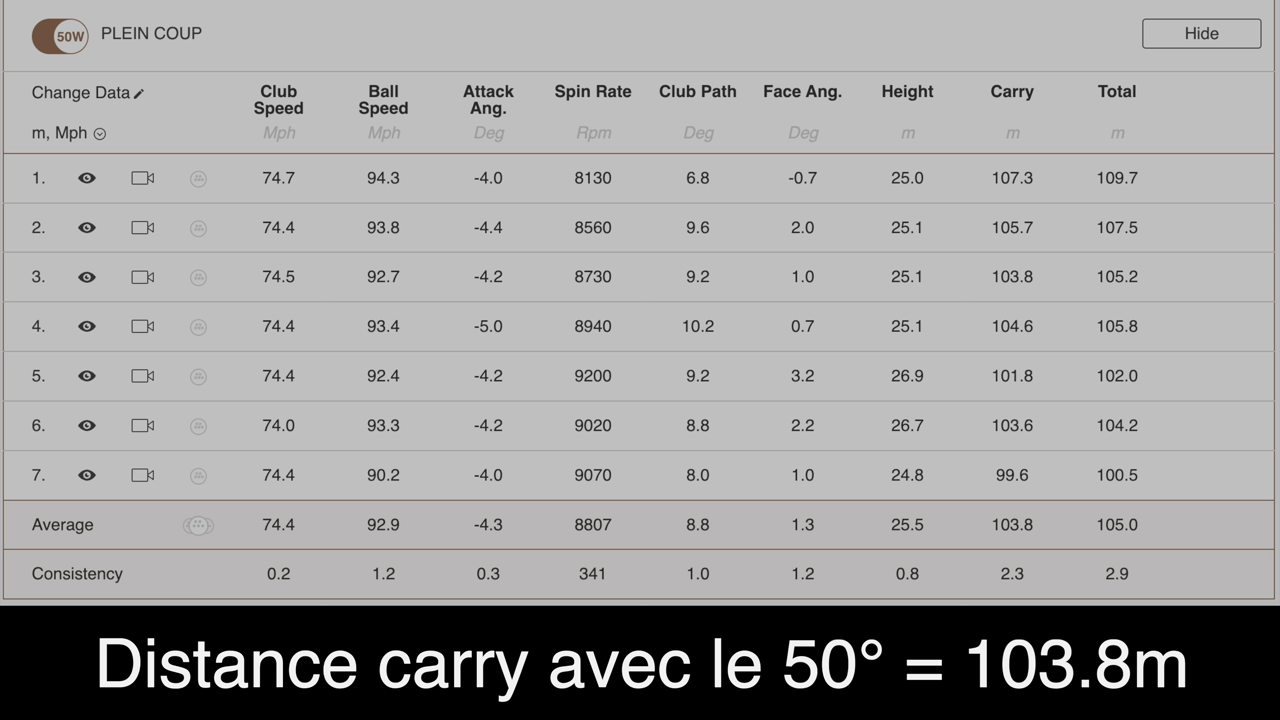 50W PLEIN COUP Hide
Change Data Club Speed Ball Speed Attack Ang. Spin Rate Club Path Face Ang. Height Carry Total
m, Mph Mph Mph Deg Rpm Deg Deg m m m
1. 74.7 94.3 -4.0 8130 6.8 -0.7 25.0 107.3 109.7
2. 74.4 93.8 -4.4 8560 9.6 2.0 25.1 105.7 107.5
3. 74.5 92.7 -4.2 8730 9.2 1.0 25.1 103.8 105.2
4. 74.4 93.4 -5.0 8940 10.2 0.7 25.1 104.6 105.8
5. 74.4 92.4 -4.2 9200 9.2 3.2 26.9 101.8 102.0
6. 74.0 93.3 -4.2 9020 8.8 2.2 26.7 103.6 104.2
7. 74.4 90.2 -4.0 9070 8.0 1.0 24.8 99.6 100.5
Average 74.4 92.9 -4.3 8807 8.8 1.3 25.5 103.8 105.0
Consistency 0.2 1.2 0.3 341 1.0 1.2 0.8 2.3 2.9
Distance carry avec le 50° = 103.8m